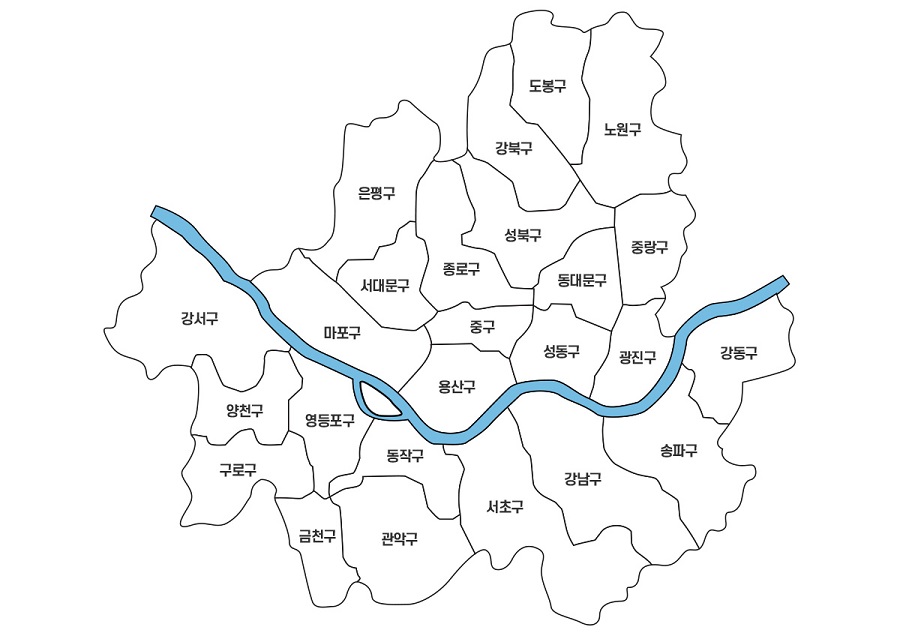 도봉구
노원구
강북구
은평구
성북구
중랑구
종로구
동대문구
서대문구
강서구
마포구
중구
성동구
광진구
강동구
용산구
양천구
영등포구
동작구
송파구
구로구
강남구
서초구
금천구
관악구